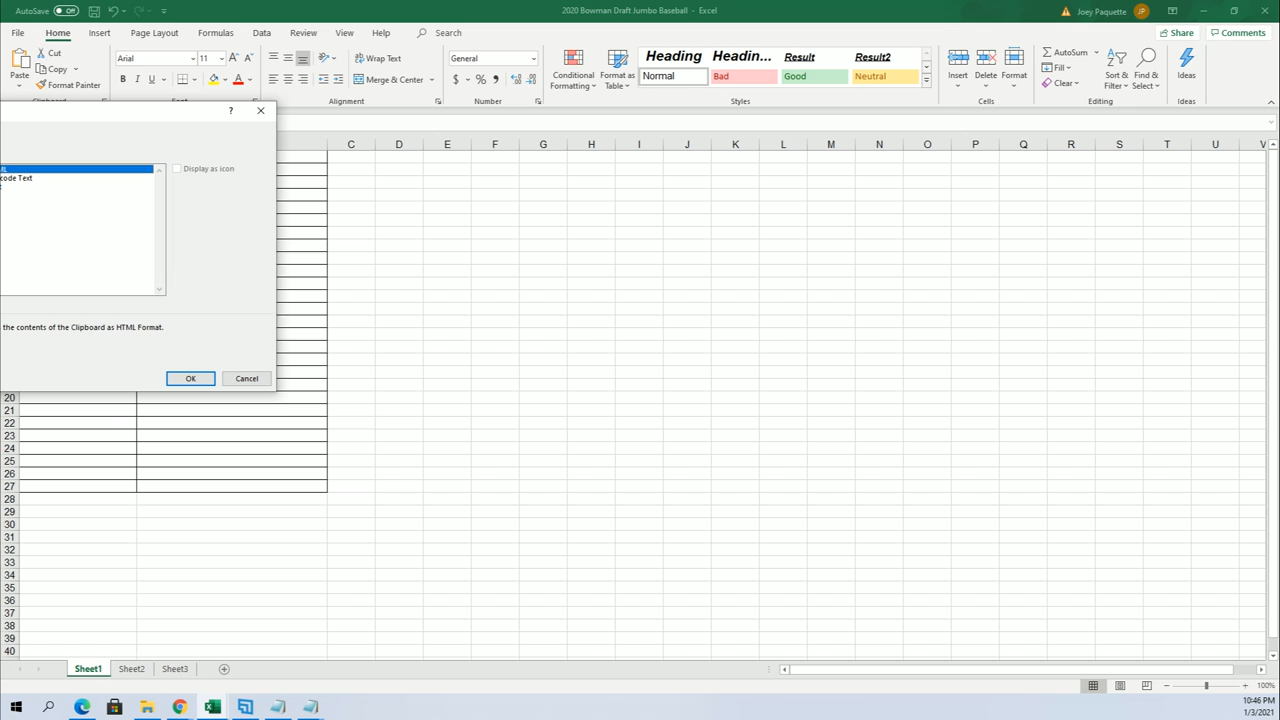 AutoSave Off 2020 Bowman Draft Jumbo Baseball - Excel Joey Paquette JP
File Home Insert Page Layout Formulas Data Review View Help Search Share Comments
Paste Cut Copy Format Painter
Arial 11 B I U A
Wrap Text Merge & Center
General $ % 9
Conditional Formatting Format as Table
Heading Headin... Result Result2
Normal Bad Good Neutral
Insert Delete Format
AutoSum Fill Clear Sort & Filter Find & Select
Ideas
Alignment Number Styles Cells Editing Ideas
? ×
C D E F G H I J K L M N O P Q R S T U V
ML
code Text
Display as icon
the contents of the Clipboard as HTML Format.
OK Cancel
20
21
22
23
24
25
26
27
28
29
30
31
32
33
34
35
36
37
38
39
40
Sheet1 Sheet2 Sheet3
100%
10:46 PM
1/3/2021